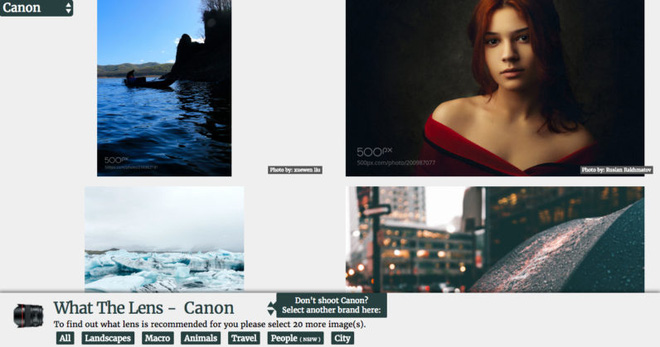 Canon
500px
500px
500px.com/photo/208987077
Photo by: xuewen liu
Photo by: Ruslan Rakhmatov
What The Lens - Canon
Don't shoot Canon?
Select another brand here:
To find out what lens is recommended for you please select 20 more image(s).
All
Landscapes
Macro
Animals
Travel
People (NSFW)
City